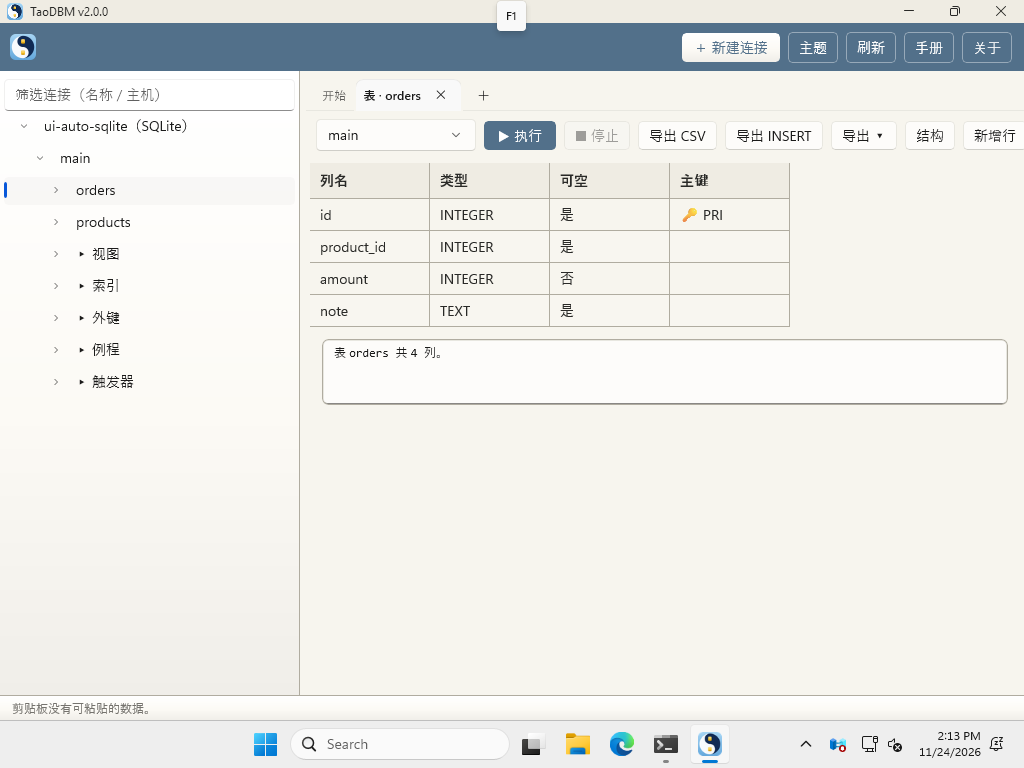 TaoDBM v2.0.0
F1
+ 新建连接
主题
刷新
手册
关于
筛选连接（名称 / 主机）
ui-auto-sqlite（SQLite）
main
orders
products
视图
索引
外键
例程
触发器
开始
表 · orders
main
执行
停止
导出 CSV
导出 INSERT
导出
结构
新增行
列名 类型 可空 主键
id INTEGER 是 PRI
product_id INTEGER 是
amount INTEGER 否
note TEXT 是
表 orders 共 4 列。
剪贴板没有可粘贴的数据。
Search
2:13 PM
11/24/2026